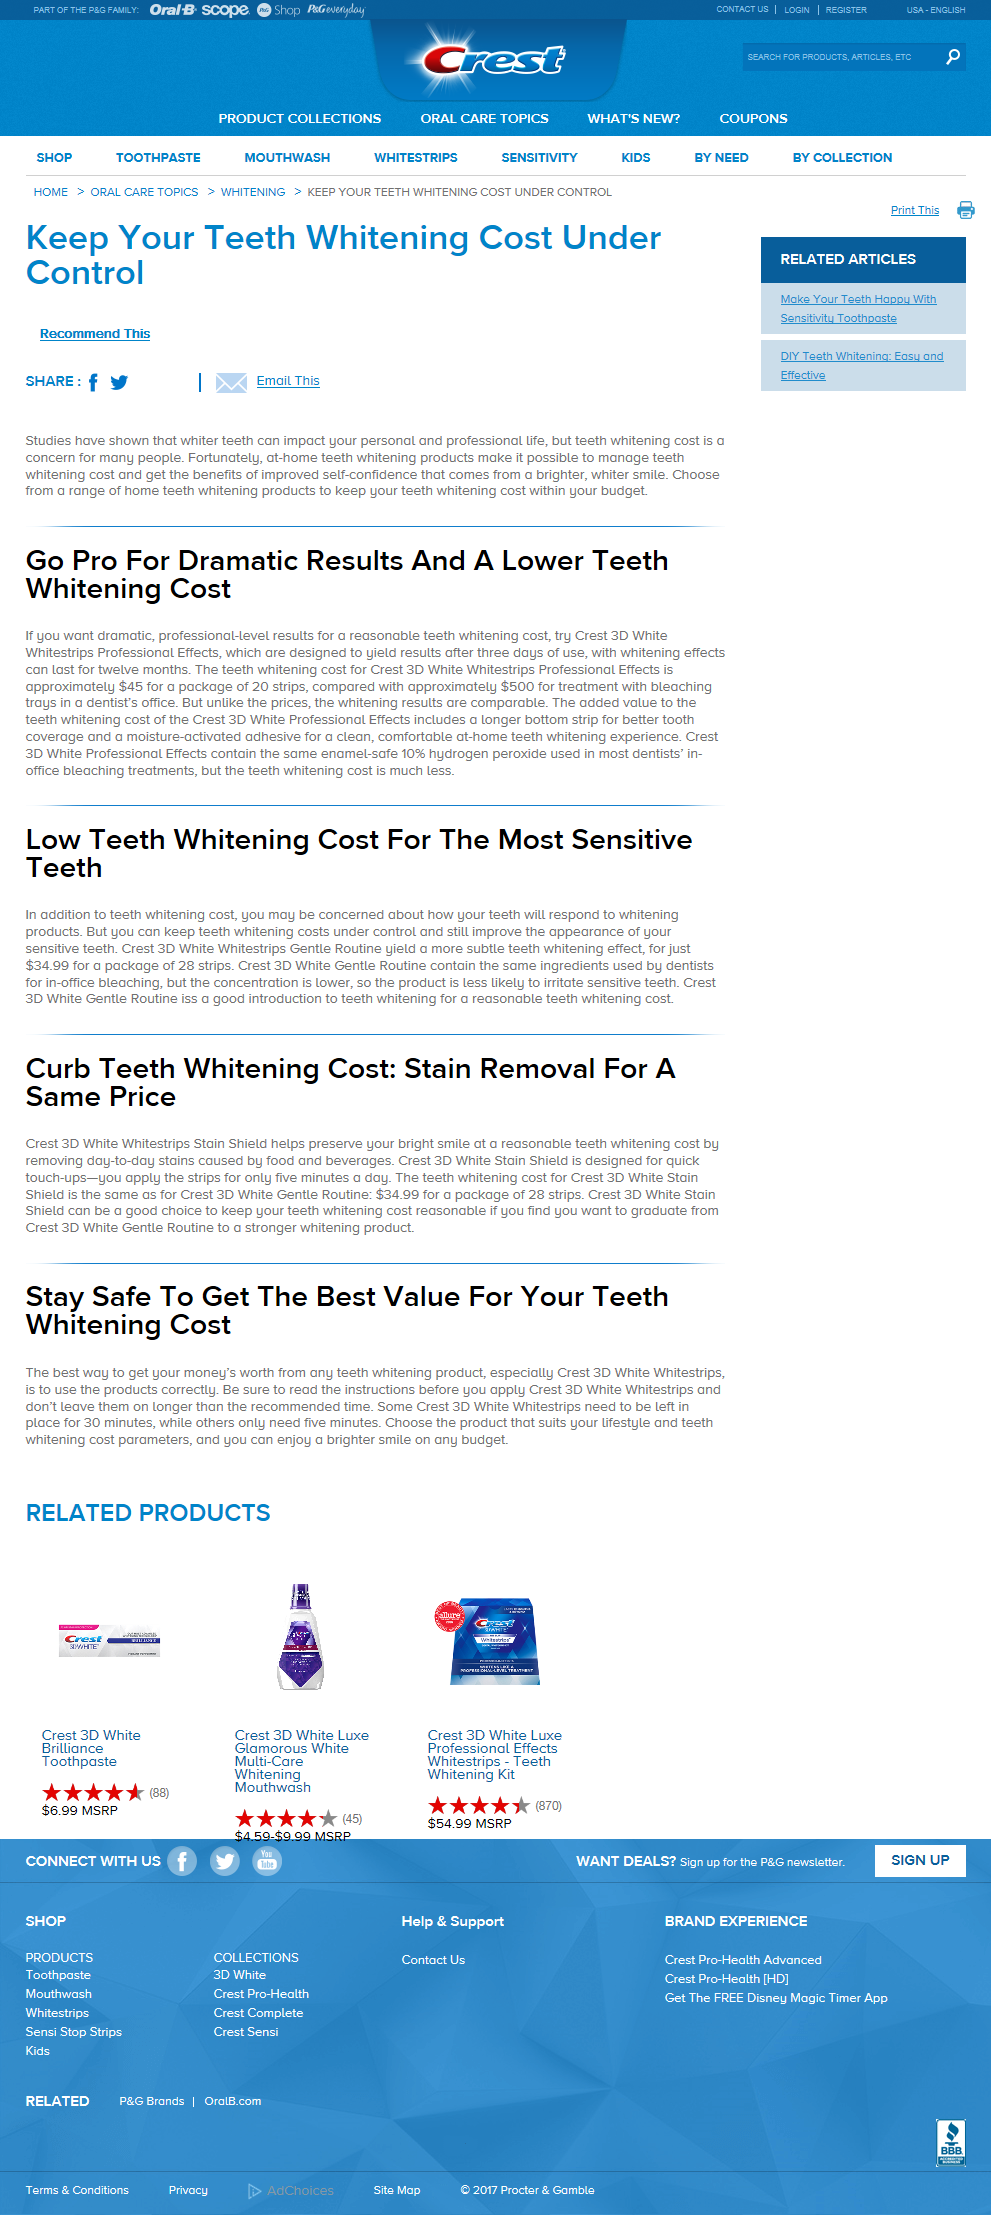 PART OF THE P&G FAMILY: Oral-B scope P&G Shop P&G everyday
CONTACT US | LOGIN | REGISTER USA - ENGLISH
Crest
SEARCH FOR PRODUCTS, ARTICLES, ETC
PRODUCT COLLECTIONS ORAL CARE TOPICS WHAT'S NEW? COUPONS
SHOP TOOTHPASTE MOUTHWASH WHITESTRIPS SENSITIVITY KIDS BY NEED BY COLLECTION
HOME > ORAL CARE TOPICS > WHITENING > KEEP YOUR TEETH WHITENING COST UNDER CONTROL
Print This
Keep Your Teeth Whitening Cost Under
Control
RELATED ARTICLES
Make Your Teeth Happy With
Sensitivity Toothpaste
DIY Teeth Whitening: Easy and
Effective
Recommend This
SHARE : | Email This
Studies have shown that whiter teeth can impact your personal and professional life, but teeth whitening cost is a
concern for many people. Fortunately, at-home teeth whitening products make it possible to manage teeth
whitening cost and get the benefits of improved self-confidence that comes from a brighter, whiter smile. Choose
from a range of home teeth whitening products to keep your teeth whitening cost within your budget.
Go Pro For Dramatic Results And A Lower Teeth
Whitening Cost
If you want dramatic, professional-level results for a reasonable teeth whitening cost, try Crest 3D White
Whitestrips Professional Effects, which are designed to yield results after three days of use, with whitening effects
can last for twelve months. The teeth whitening cost for Crest 3D White Whitestrips Professional Effects is
approximately $45 for a package of 20 strips, compared with approximately $500 for treatment with bleaching
trays in a dentist's office. But unlike the prices, the whitening results are comparable. The added value to the
teeth whitening cost of the Crest 3D White Professional Effects includes a longer bottom strip for better tooth
coverage and a moisture-activated adhesive for a clean, comfortable at-home teeth whitening experience. Crest
3D White Professional Effects contain the same enamel-safe 10% hydrogen peroxide used in most dentists' in-
office bleaching treatments, but the teeth whitening cost is much less.
Low Teeth Whitening Cost For The Most Sensitive
Teeth
In addition to teeth whitening cost, you may be concerned about how your teeth will respond to whitening
products. But you can keep teeth whitening costs under control and still improve the appearance of your
sensitive teeth. Crest 3D White Whitestrips Gentle Routine yield a more subtle teeth whitening effect, for just
$34.99 for a package of 28 strips. Crest 3D White Gentle Routine contain the same ingredients used by dentists
for in-office bleaching, but the concentration is lower, so the product is less likely to irritate sensitive teeth. Crest
3D White Gentle Routine iss a good introduction to teeth whitening for a reasonable teeth whitening cost.
Curb Teeth Whitening Cost: Stain Removal For A
Same Price
Crest 3D White Whitestrips Stain Shield helps preserve your bright smile at a reasonable teeth whitening cost by
removing day-to-day stains caused by food and beverages. Crest 3D White Stain Shield is designed for quick
touch-ups—you apply the strips for only five minutes a day. The teeth whitening cost for Crest 3D White Stain
Shield is the same as for Crest 3D White Gentle Routine: $34.99 for a package of 28 strips. Crest 3D White Stain
Shield can be a good choice to keep your teeth whitening cost reasonable if you find you want to graduate from
Crest 3D White Gentle Routine to a stronger whitening product.
Stay Safe To Get The Best Value For Your Teeth
Whitening Cost
The best way to get your money's worth from any teeth whitening product, especially Crest 3D White Whitestrips,
is to use the products correctly. Be sure to read the instructions before you apply Crest 3D White Whitestrips and
don't leave them on longer than the recommended time. Some Crest 3D White Whitestrips need to be left in
place for 30 minutes, while others only need five minutes. Choose the product that suits your lifestyle and teeth
whitening cost parameters, and you can enjoy a brighter smile on any budget.
RELATED PRODUCTS
Crest
3DWHITE
BRILLIANCE
allure
Crest
3DWHITE
Whitestrips
PROFESSIONAL-LEVEL TREATMENT
Crest 3D White
Brilliance
Toothpaste
(88)
$6.99 MSRP
Crest 3D White Luxe
Glamorous White
Multi-Care
Whitening
Mouthwash
(45)
$4.59-$9.99 MSRP
Crest 3D White Luxe
Professional Effects
Whitestrips - Teeth
Whitening Kit
(870)
$54.99 MSRP
CONNECT WITH US You Tube
WANT DEALS? Sign up for the P&G newsletter. SIGN UP
SHOP
PRODUCTS
Toothpaste
Mouthwash
Whitestrips
Sensi Stop Strips
Kids
COLLECTIONS
3D White
Crest Pro-Health
Crest Complete
Crest Sensi
Help & Support
Contact Us
BRAND EXPERIENCE
Crest Pro-Health Advanced
Crest Pro-Health [HD]
Get The FREE Disney Magic Timer App
RELATED P&G Brands | OralB.com
BBB
ACCREDITED
BUSINESS
Terms & Conditions Privacy AdChoices Site Map © 2017 Procter & Gamble